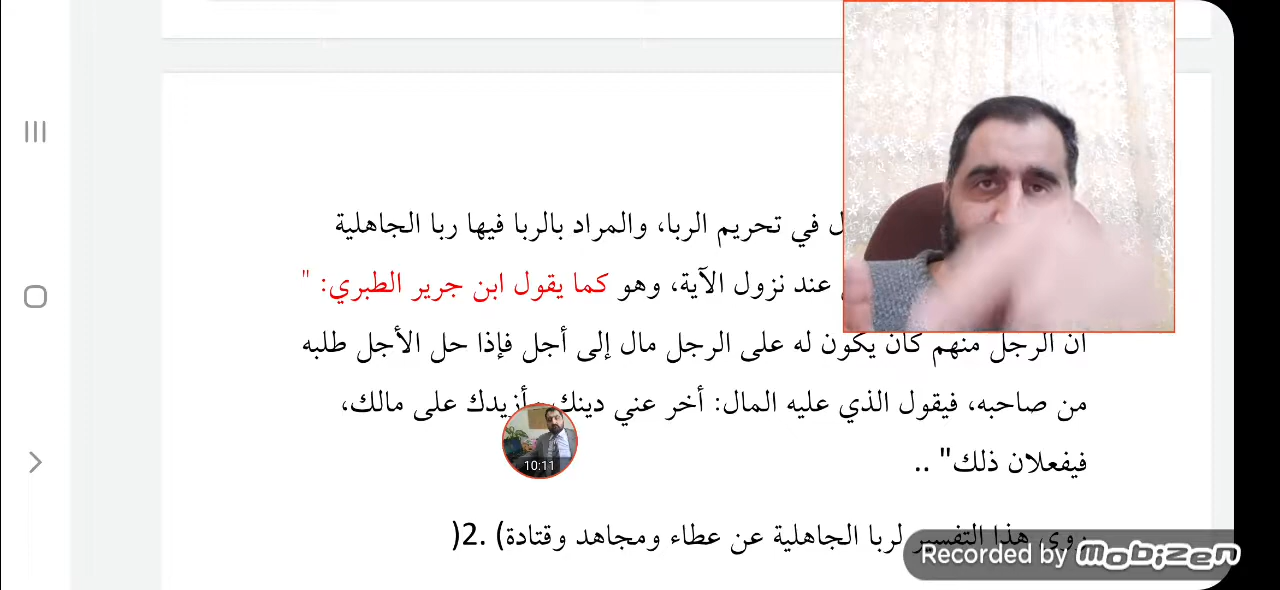 في تحريم الربا، والمراد بالربا فيها ربا الجاهلية
عند نزول الآية، وهو كما يقول ابن جرير الطبري: "
ان الرجل منهم كان يكون له على الرجل مال إلى أجل فإذا حل الأجل طلبه
من صاحبه، فيقول الذي عليه المال: أخر عني دينك وأزيدك على مالك،
فيفعلان ذلك" ..
روى هذا التفسير لربا الجاهلية عن عطاء ومجاهد وقتادة) .2(
10:11
Recorded by mobizen